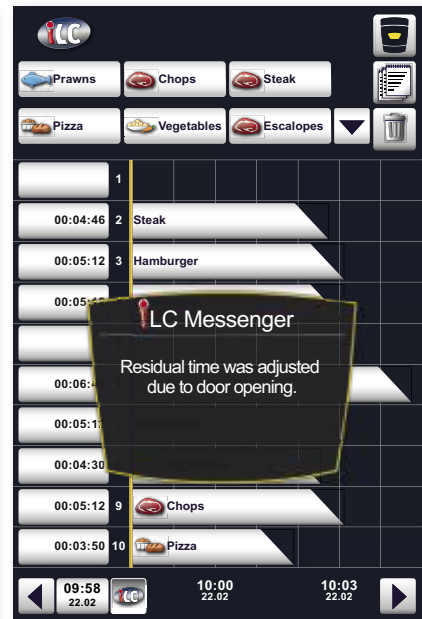 iLC
Prawns Chops Steak
Pizza Vegetables Escalopes
1
00:04:46 2 Steak
00:05:12 3 Hamburger
iLC Messenger
Residual time was adjusted
due to door opening.
00:04:30
00:05:12 9 Chops
00:03:50 10 Pizza
09:58 iLC 10:00 10:03
22.02 22.02 22.02